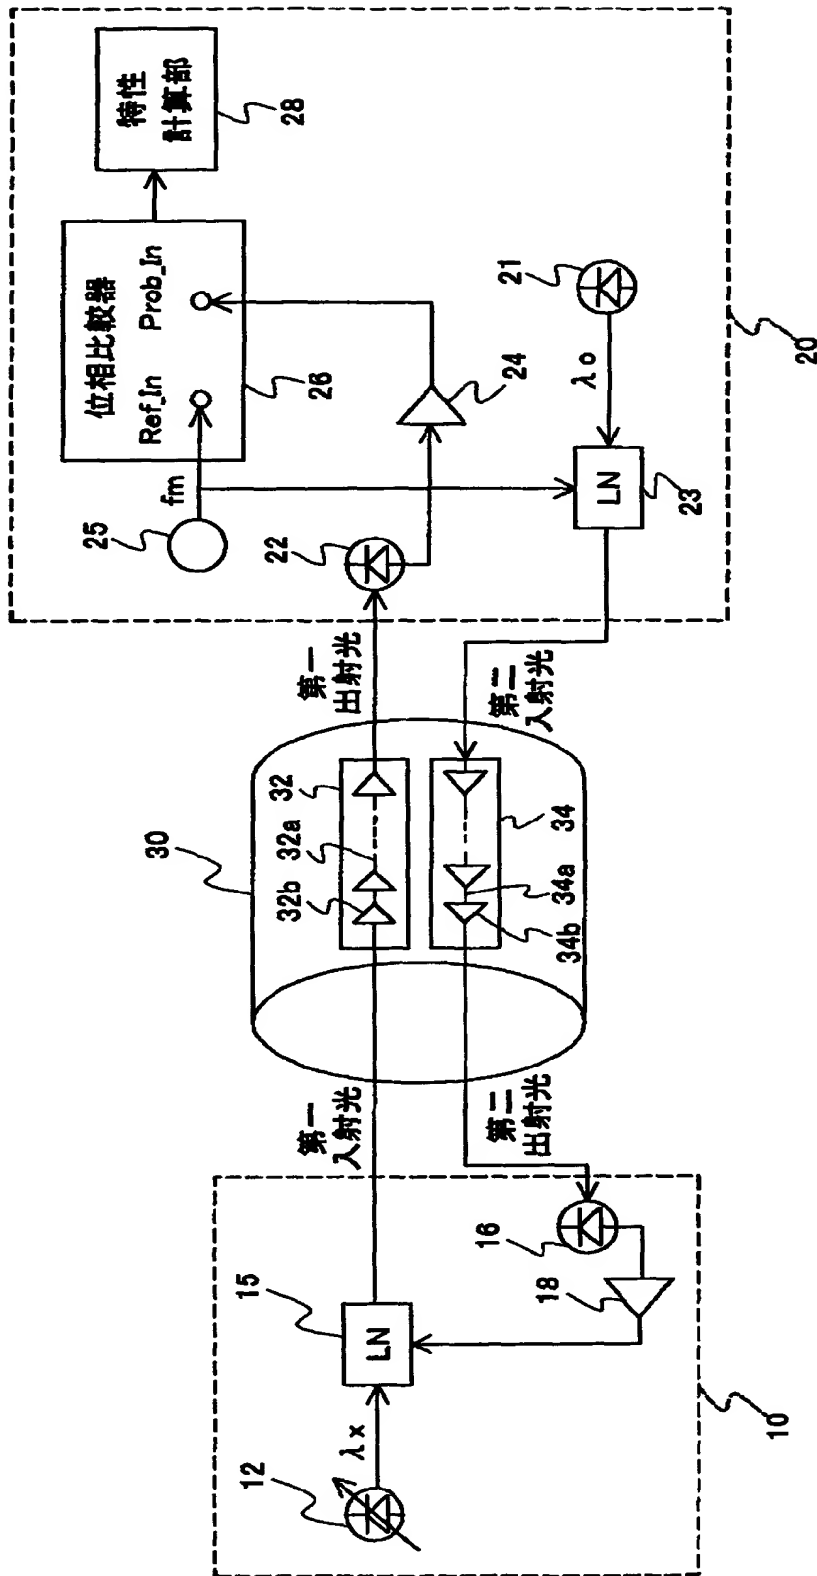 12
λx
15
LN
16
18
10
第一
入射光
第二
出射光
30
32b
32a
32
34b
34a
34
第一
出射光
第二
入射光
25
fm
位相比較器
Ref_In
Prob_In
26
特性
計算部
28
22
24
21
λo
LN
23
20